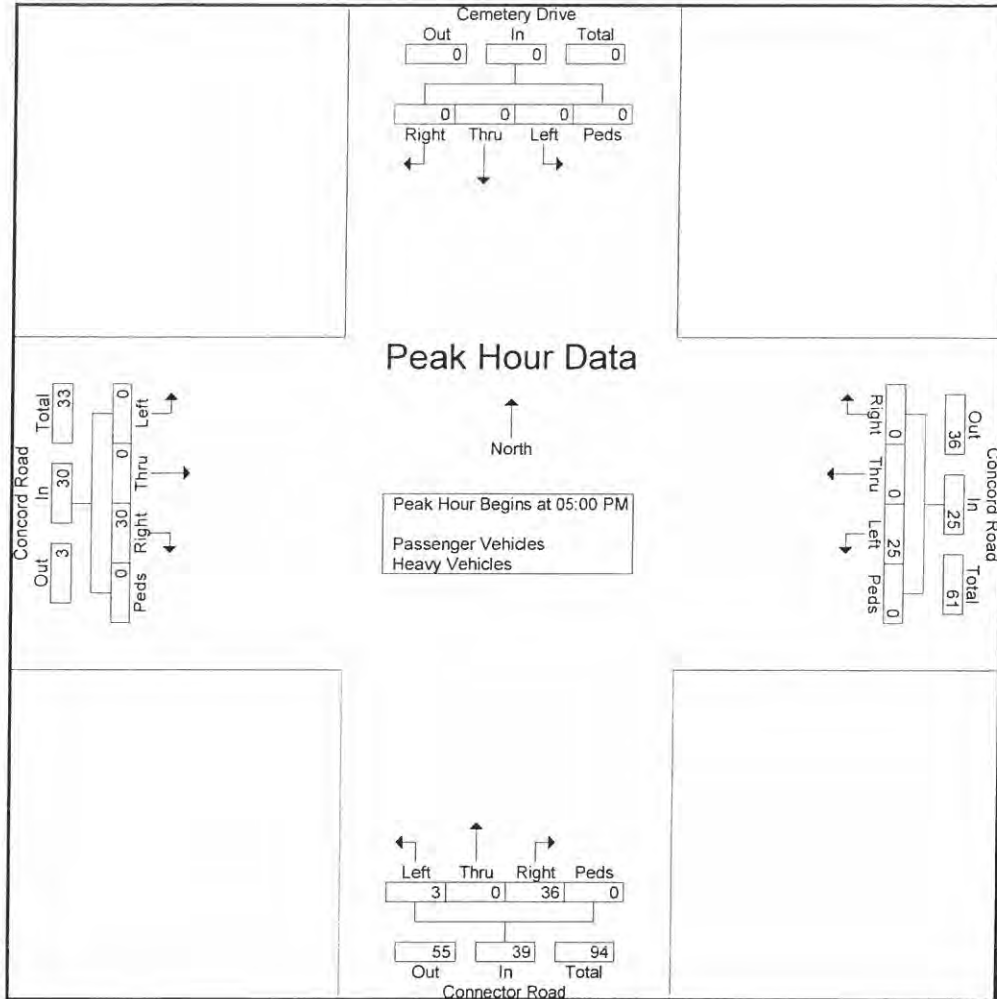 Cemetery Drive
Out In Total
0 0 0
0 0 0 0
Right Thru Left Peds
Peak Hour Data
North
Peak Hour Begins at 05:00 PM
Passenger Vehicles
Heavy Vehicles
Concord Road
Total In Out
33 30 3
0 0 30 0
Left Thru Right Peds
Right Thru Left Peds
0 0 25 0
Out In Total
36 25 61
Concord Road
Left Thru Right Peds
3 0 36 0
55 39 94
Out In Total
Connector Road